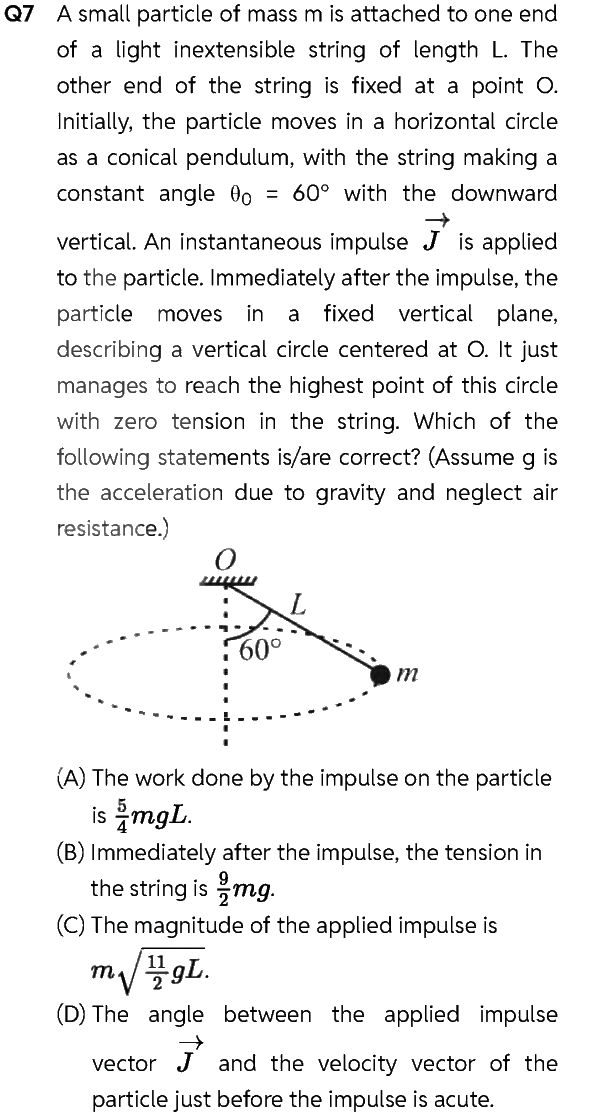 Q7 A small particle of mass m is attached to one end
of a light inextensible string of length L. The
other end of the string is fixed at a point O.
Initially, the particle moves in a horizontal circle
as a conical pendulum, with the string making a
constant angle θ₀ = 60° with the downward
vertical. An instantaneous impulse J⃗ is applied
to the particle. Immediately after the impulse, the
particle moves in a fixed vertical plane,
describing a vertical circle centered at O. It just
manages to reach the highest point of this circle
with zero tension in the string. Which of the
following statements is/are correct? (Assume g is
the acceleration due to gravity and neglect air
resistance.)
O
L
60°
m
(A) The work done by the impulse on the particle
is 5/4 mgL.
(B) Immediately after the impulse, the tension in
the string is 9/2 mg.
(C) The magnitude of the applied impulse is
m√(11/2 gL).
(D) The angle between the applied impulse
vector J⃗ and the velocity vector of the
particle just before the impulse is acute.